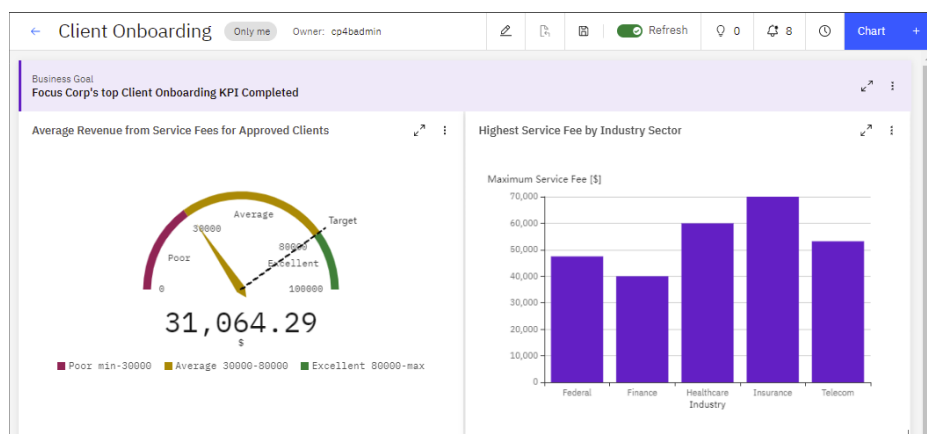 Client Onboarding Only me Owner: cp4badmin Refresh 0 8 Chart +
Business Goal
Focus Corp's top Client Onboarding KPI Completed
Average Revenue from Service Fees for Approved Clients
Average
Target
30000
80000
Poor
Excellent
0
100000
31,064.29
$
Poor min-30000 Average 30000-80000 Excellent 80000-max
Highest Service Fee by Industry Sector
Maximum Service Fee [$]
70,000
60,000
50,000
40,000
30,000
20,000
10,000
0
Federal Finance Healthcare Insurance Telecom
Industry